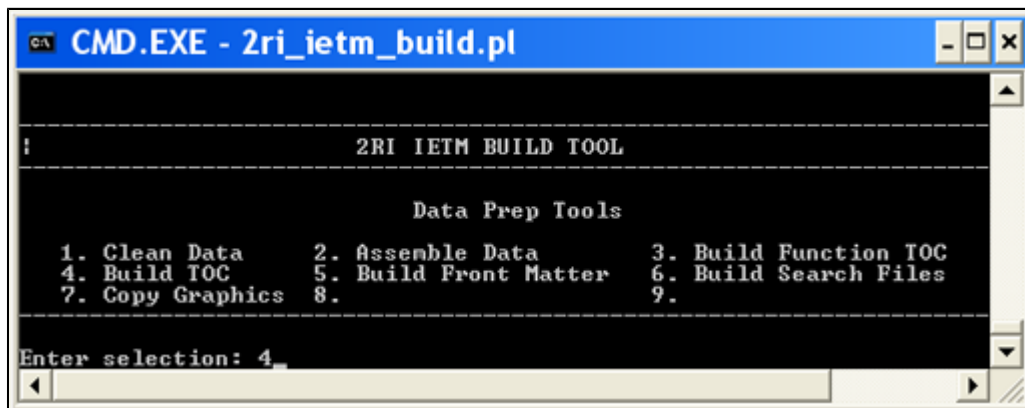 CMD.EXE - 2ri_ietm_build.pl
2RI IETM BUILD TOOL
Data Prep Tools
1. Clean Data 2. Assemble Data 3. Build Function TOC
4. Build TOC 5. Build Front Matter 6. Build Search Files
7. Copy Graphics 8. 9.
Enter selection: 4_